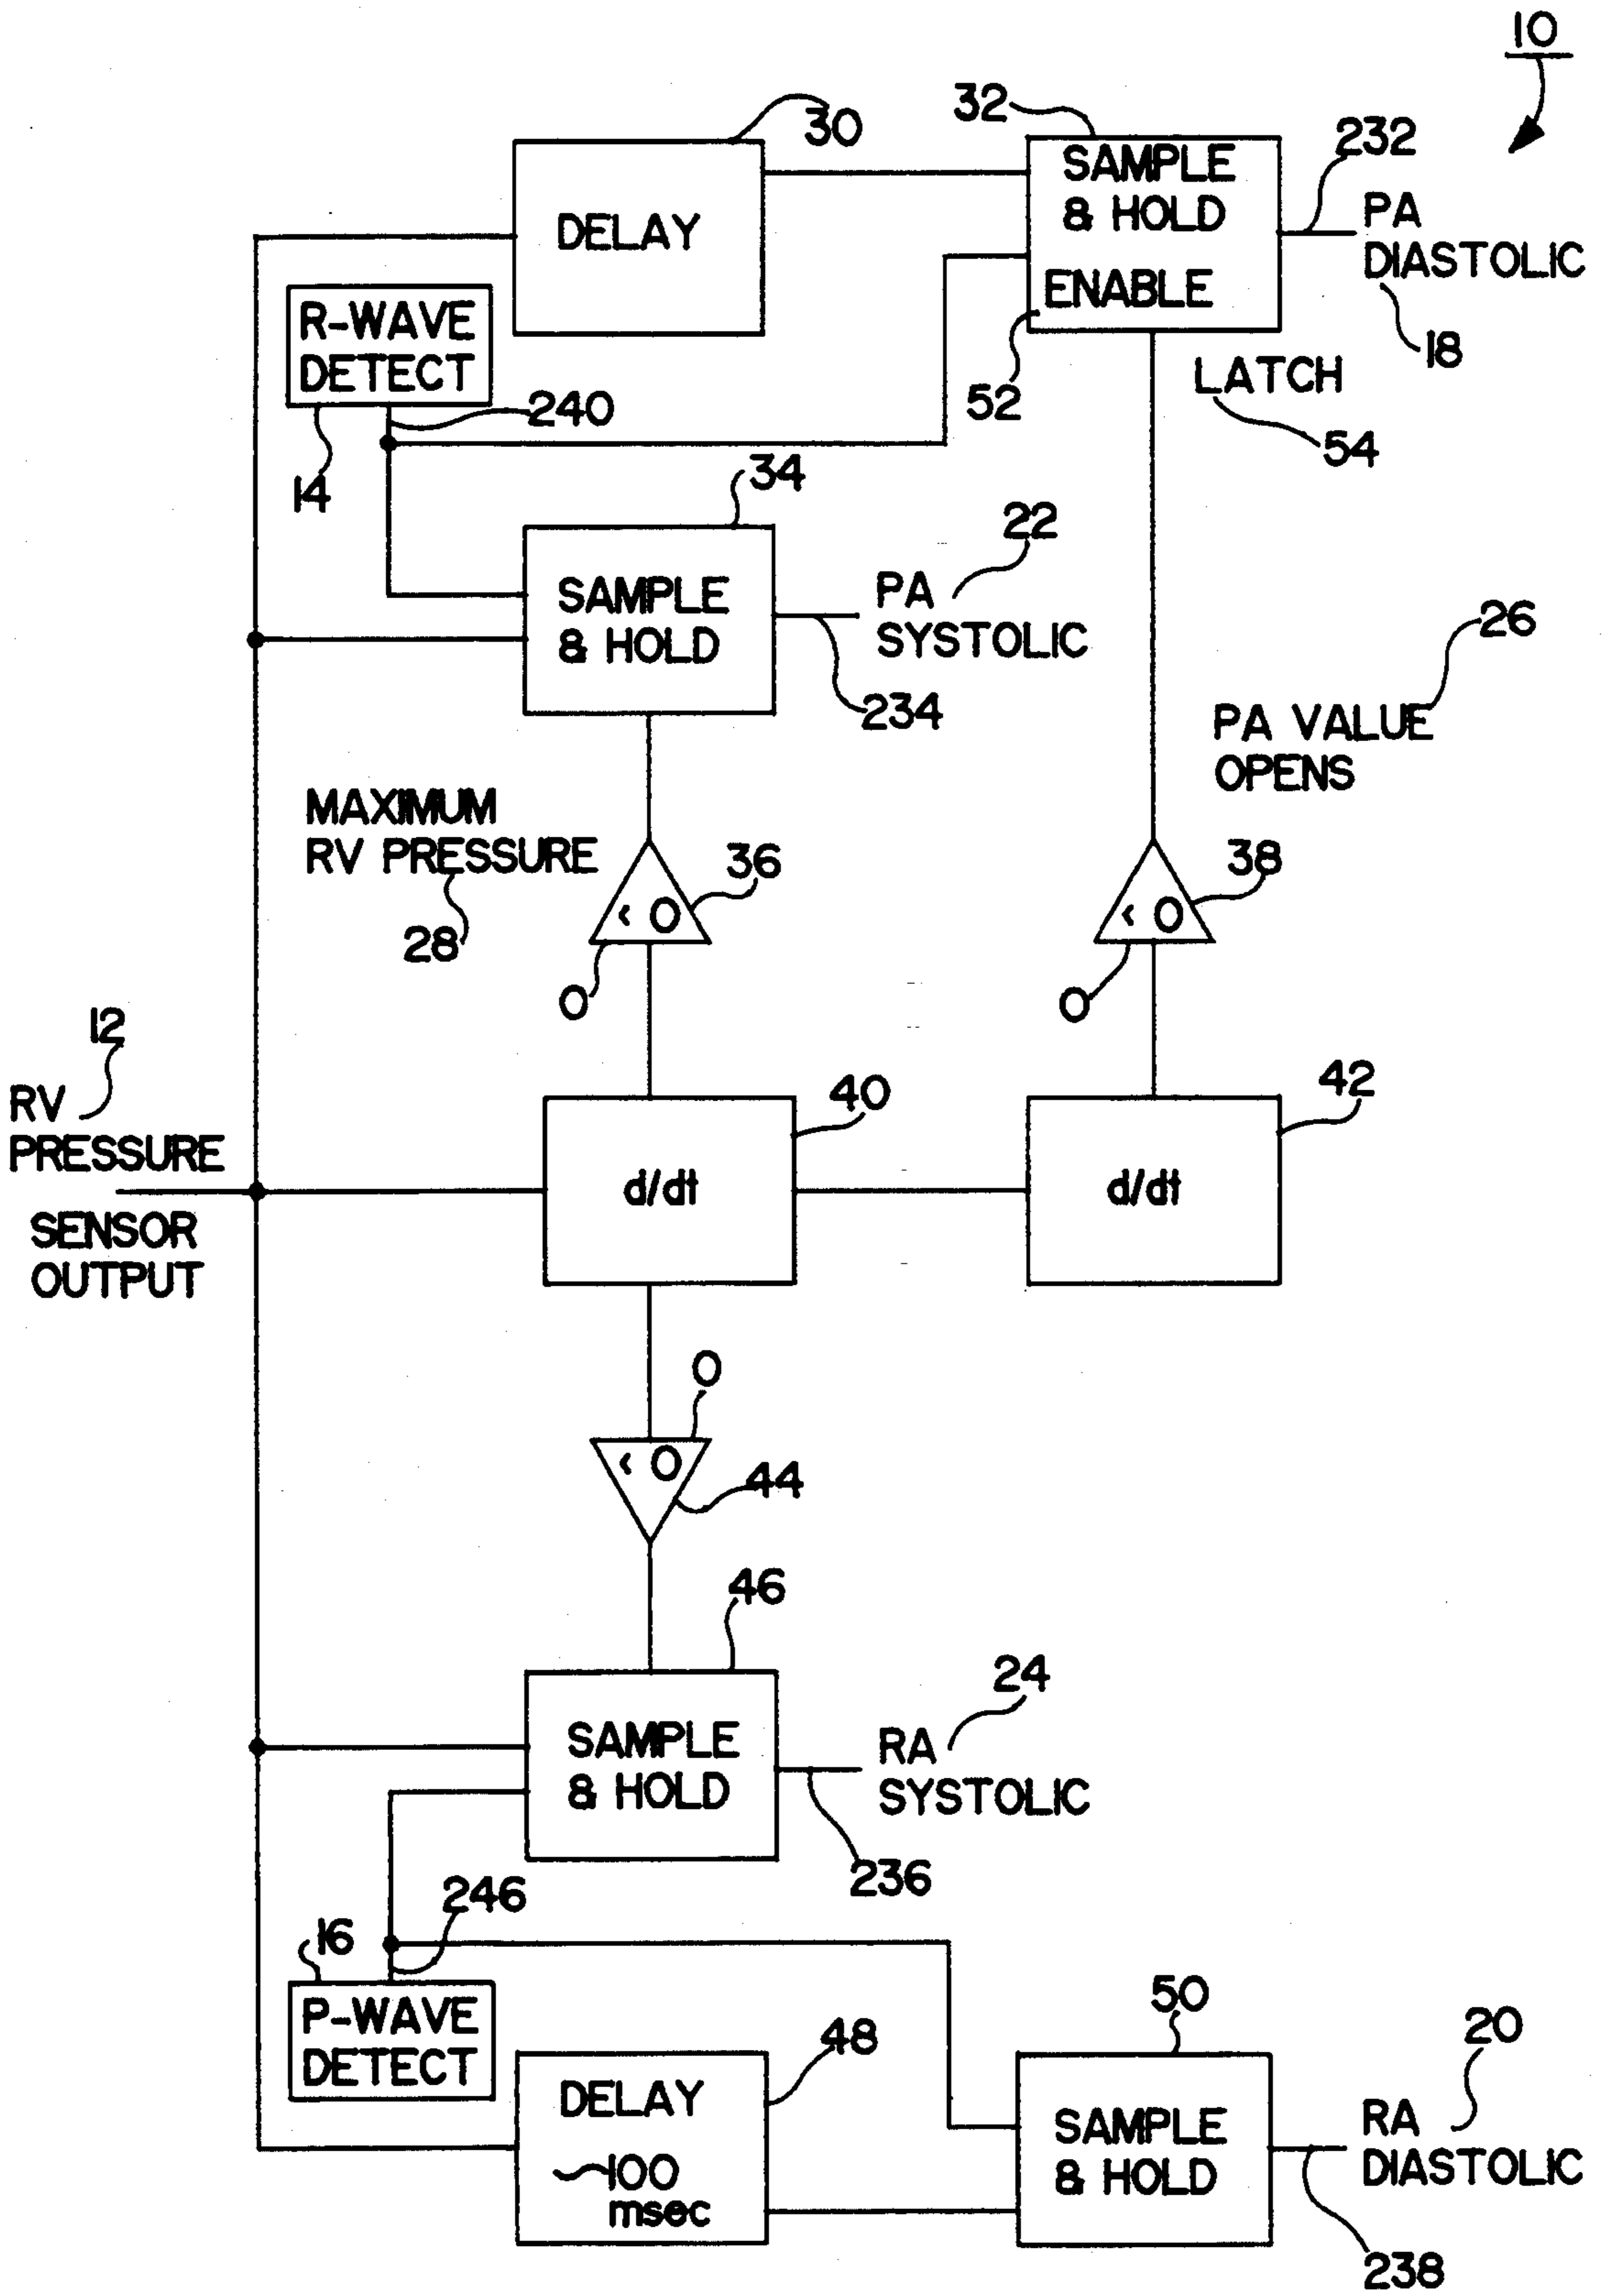 10
30
32
SAMPLE
& HOLD
ENABLE
52
232
PA
DIASTOLIC
18
DELAY
R-WAVE
DETECT
240
14
LATCH
54
34
SAMPLE
& HOLD
22
PA
SYSTOLIC
234
26
PA VALUE
OPENS
MAXIMUM
RV PRESSURE
28
36
< 0
0
38
< 0
0
12
RV
PRESSURE
SENSOR
OUTPUT
40
d/dt
42
d/dt
0
< 0
44
46
SAMPLE
& HOLD
24
RA
SYSTOLIC
236
246
16
P-WAVE
DETECT
48
DELAY
~100
msec
50
SAMPLE
& HOLD
20
RA
DIASTOLIC
238